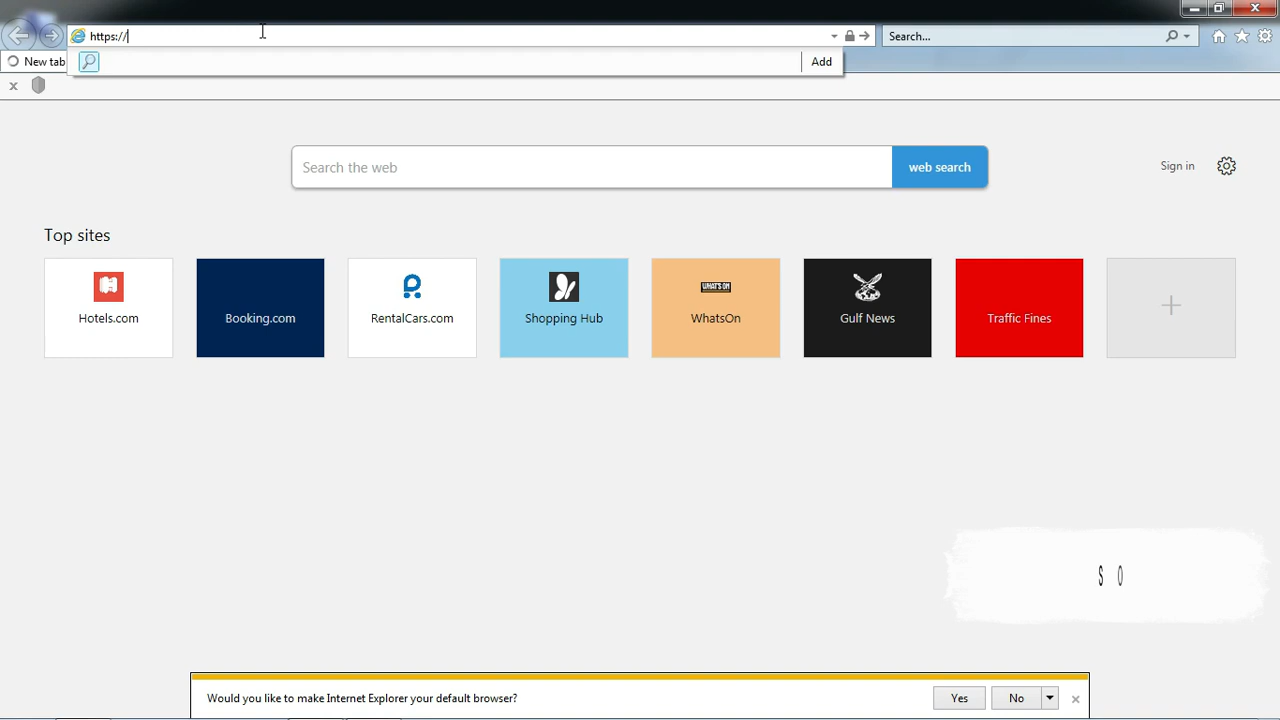 https://
Search...
New tab
Add
Search the web
web search
Sign in
Top sites
Hotels.com
Booking.com
RentalCars.com
Shopping Hub
WHAT'S ON
WhatsOn
Gulf News
Traffic Fines
S O
Would you like to make Internet Explorer your default browser?
Yes
No